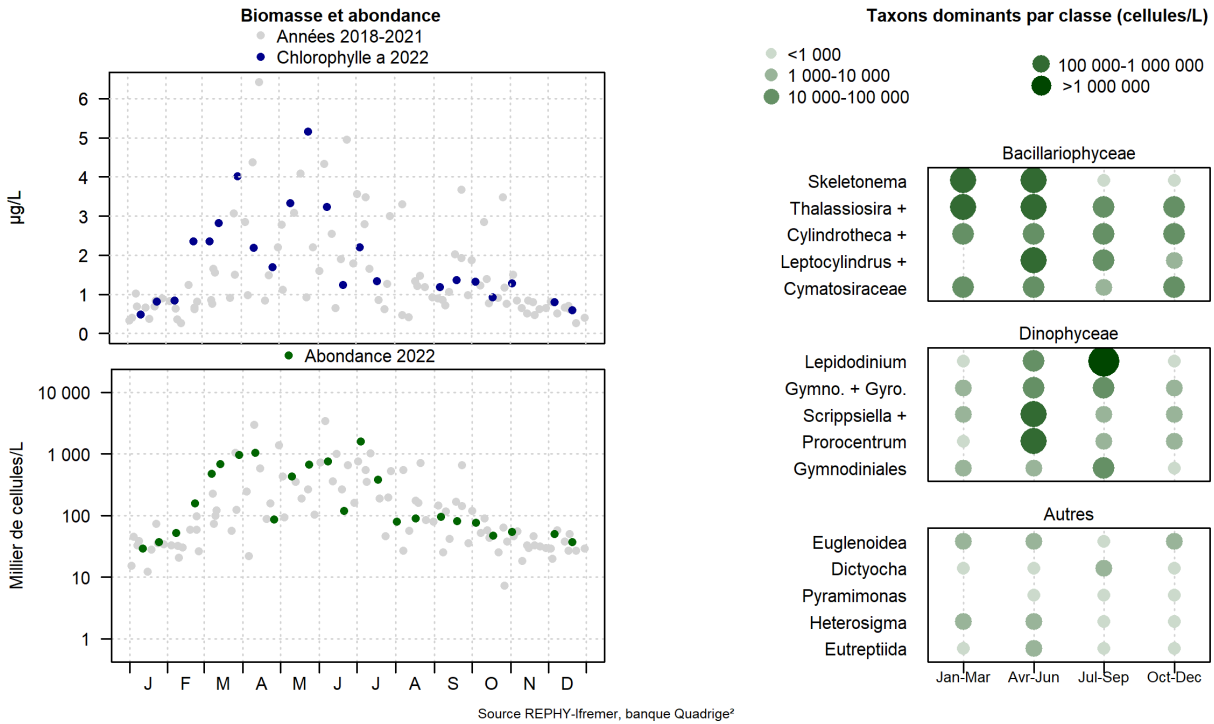 Biomasse et abondance
Années 2018-2021
Chlorophylle a 2022
6
5
4
3
2
1
0
µg/L
Abondance 2022
10 000
1 000
100
10
1
Millier de cellules/L
J F M A M J J A S O N D
Taxons dominants par classe (cellules/L)
<1 000
1 000-10 000
10 000-100 000
100 000-1 000 000
>1 000 000
Bacillariophyceae
Skeletonema
Thalassiosira +
Cylindrotheca +
Leptocylindrus +
Cymatosiraceae
Dinophyceae
Lepidodinium
Gymno. + Gyro.
Scrippsiella +
Prorocentrum
Gymnodiniales
Autres
Euglenoidea
Dictyocha
Pyramimonas
Heterosigma
Eutreptiida
Jan-Mar Avr-Jun Jul-Sep Oct-Dec
Source REPHY-Ifremer, banque Quadrige²